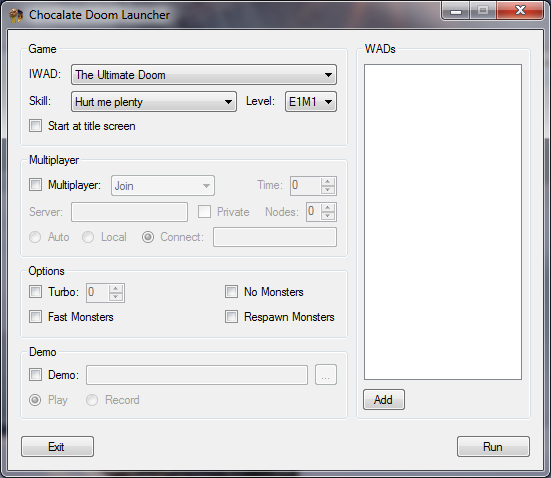 Chocalate Doom Launcher
Game
IWAD: The Ultimate Doom
Skill: Hurt me plenty Level: E1M1
Start at title screen
Multiplayer
Multiplayer: Join Time: 0
Server: Private Nodes: 0
Auto Local Connect:
Options
Turbo: 0 No Monsters
Fast Monsters Respawn Monsters
Demo
Demo: ...
Play Record
WADs
Add
Exit Run